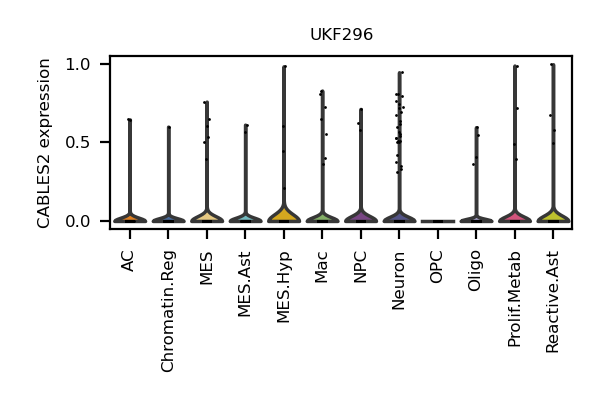 UKF296
CABLES2 expression
1.0
0.5
0.0
AC
Chromatin.Reg
MES
MES.Ast
MES.Hyp
Mac
NPC
Neuron
OPC
Oligo
Prolif.Metab
Reactive.Ast